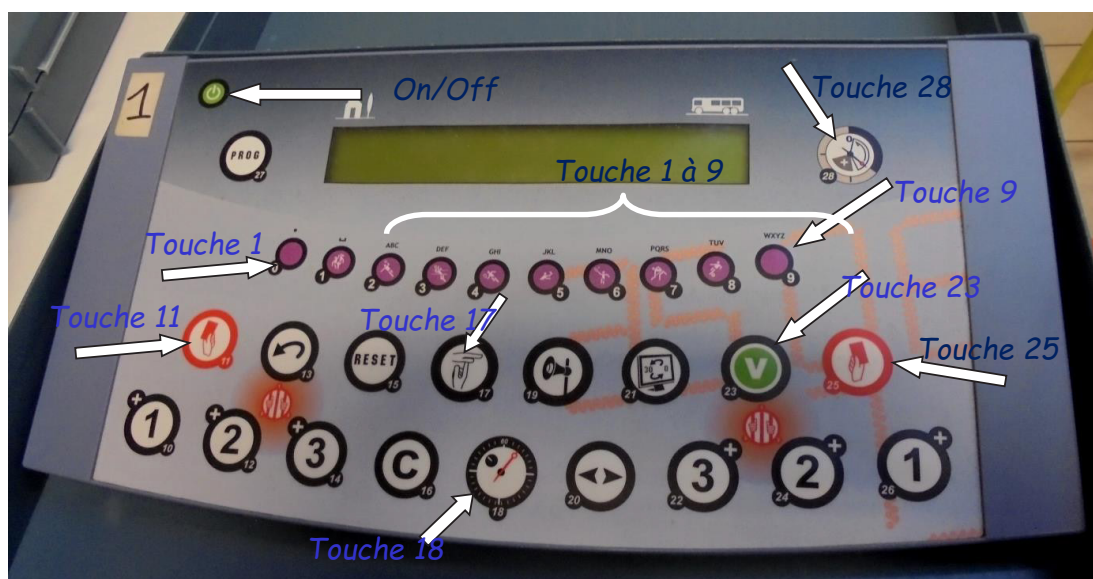 1
On/Off
Touche 28
PROG
27
28
Touche 1 à 9
Touche 9
Touche 1
ABC
DEF
GHI
JKL
MNO
PQRS
TUV
WXYZ
0
1
2
3
4
5
6
7
8
9
Touche 11
Touche 17
Touche 23
Touche 25
11
13
RESET
15
17
19
30 0
21
V
23
25
+
1
10
+
2
12
+
3
14
C
16
60
18
20
3
+
22
2
+
24
1
+
26
Touche 18